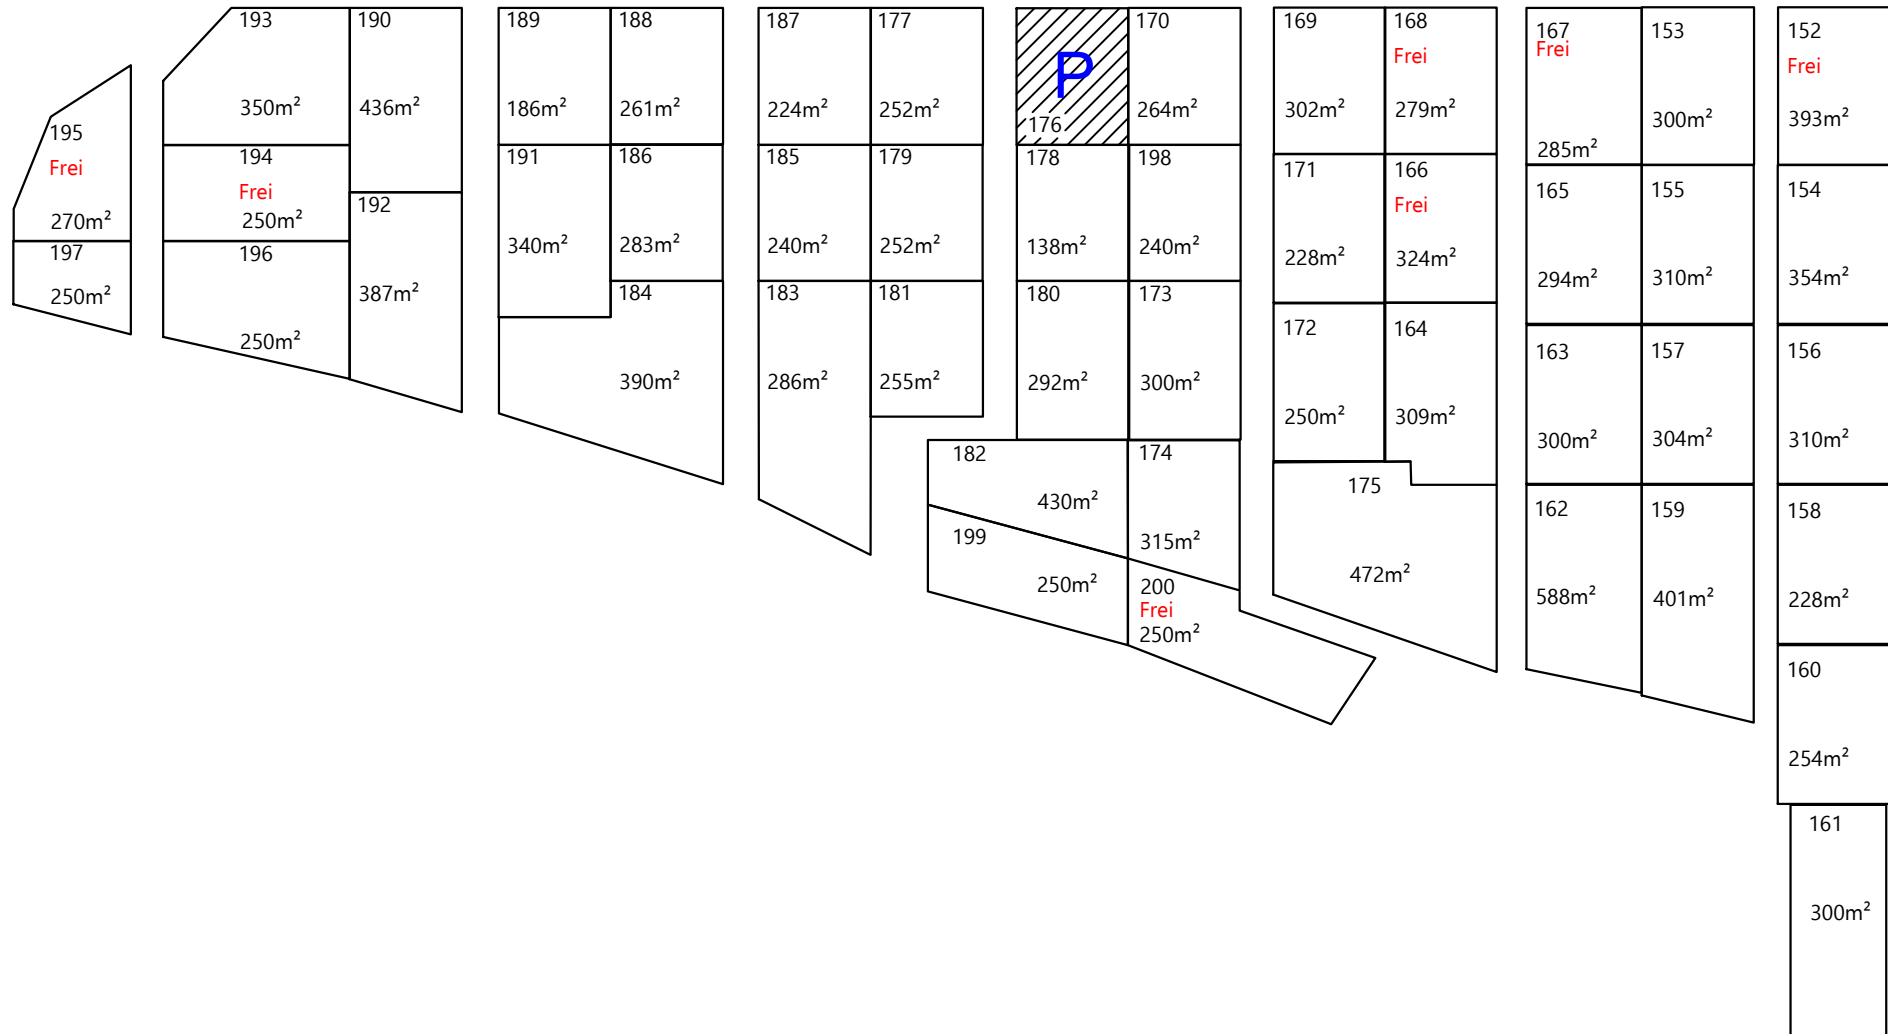 195
Frei
270m²
197
250m²
193
350m²
194
Frei
250m²
196
250m²
190
436m²
192
387m²
189
186m²
191
340m²
188
261m²
186
283m²
184
390m²
187
224m²
185
240m²
183
286m²
177
252m²
179
252m²
181
255m²
P
176
178
138m²
180
292m²
182
430m²
199
250m²
170
264m²
198
240m²
173
300m²
174
315m²
200
Frei
250m²
169
302m²
171
228m²
172
250m²
175
472m²
168
Frei
279m²
166
Frei
324m²
164
309m²
167
Frei
285m²
165
294m²
163
300m²
162
588m²
153
300m²
155
310m²
157
304m²
159
401m²
152
Frei
393m²
154
354m²
156
310m²
158
228m²
160
254m²
161
300m²